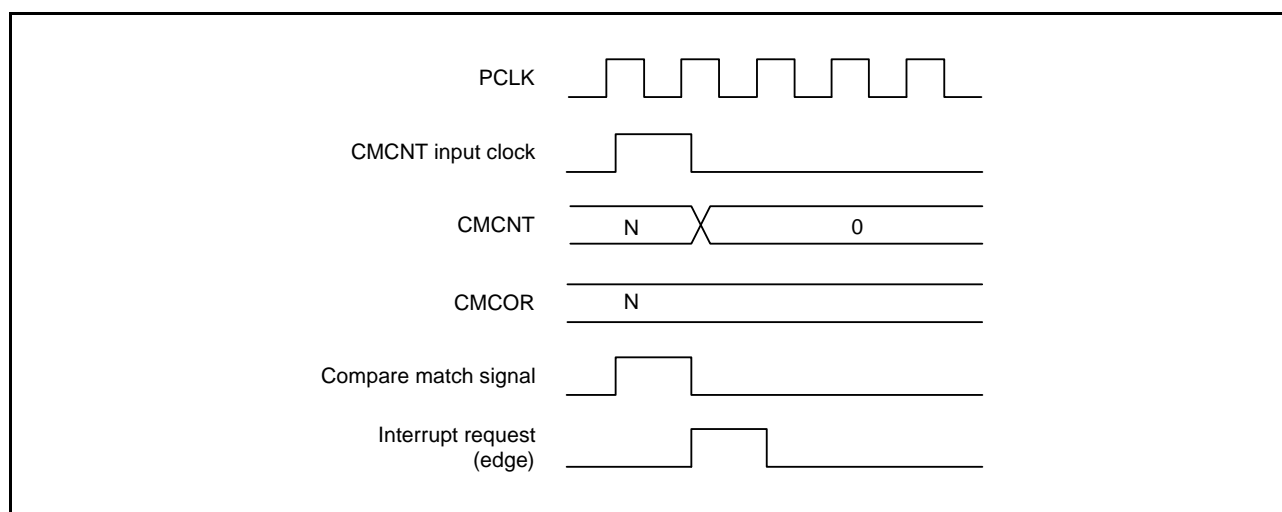 PCLK
CMCNT input clock
CMCNT
N
0
CMCOR
N
Compare match signal
Interrupt request
(edge)